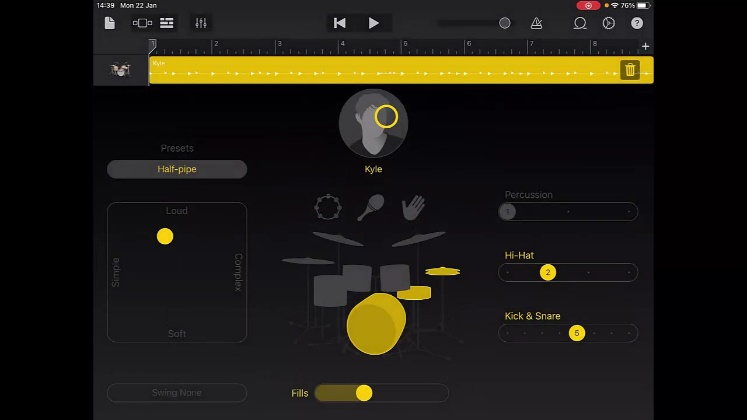 14:39 Mon 22 Jan
76%
?
1 2 3 4 5 6 7 8 +
Kyle
Presets
Half-pipe
Kyle
Loud
Simple
Complex
Soft
Percussion
1
Hi-Hat
2
Kick & Snare
5
Swing None
Fills